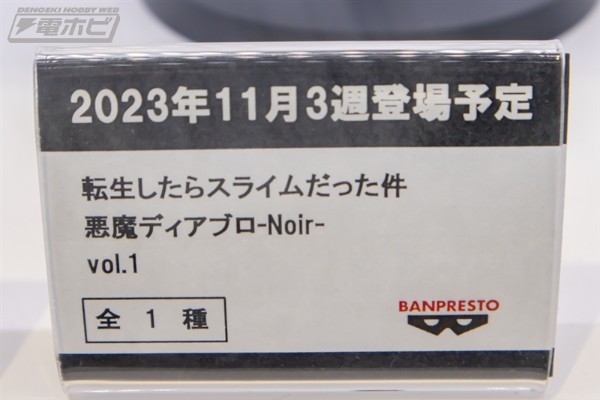 DENGEKI HOBBY WEB
電ホビ
2023年11月3週登場予定
転生したらスライムだった件
悪魔ディアブロ-Noir-
vol.1
全 1 種
BANPRESTO